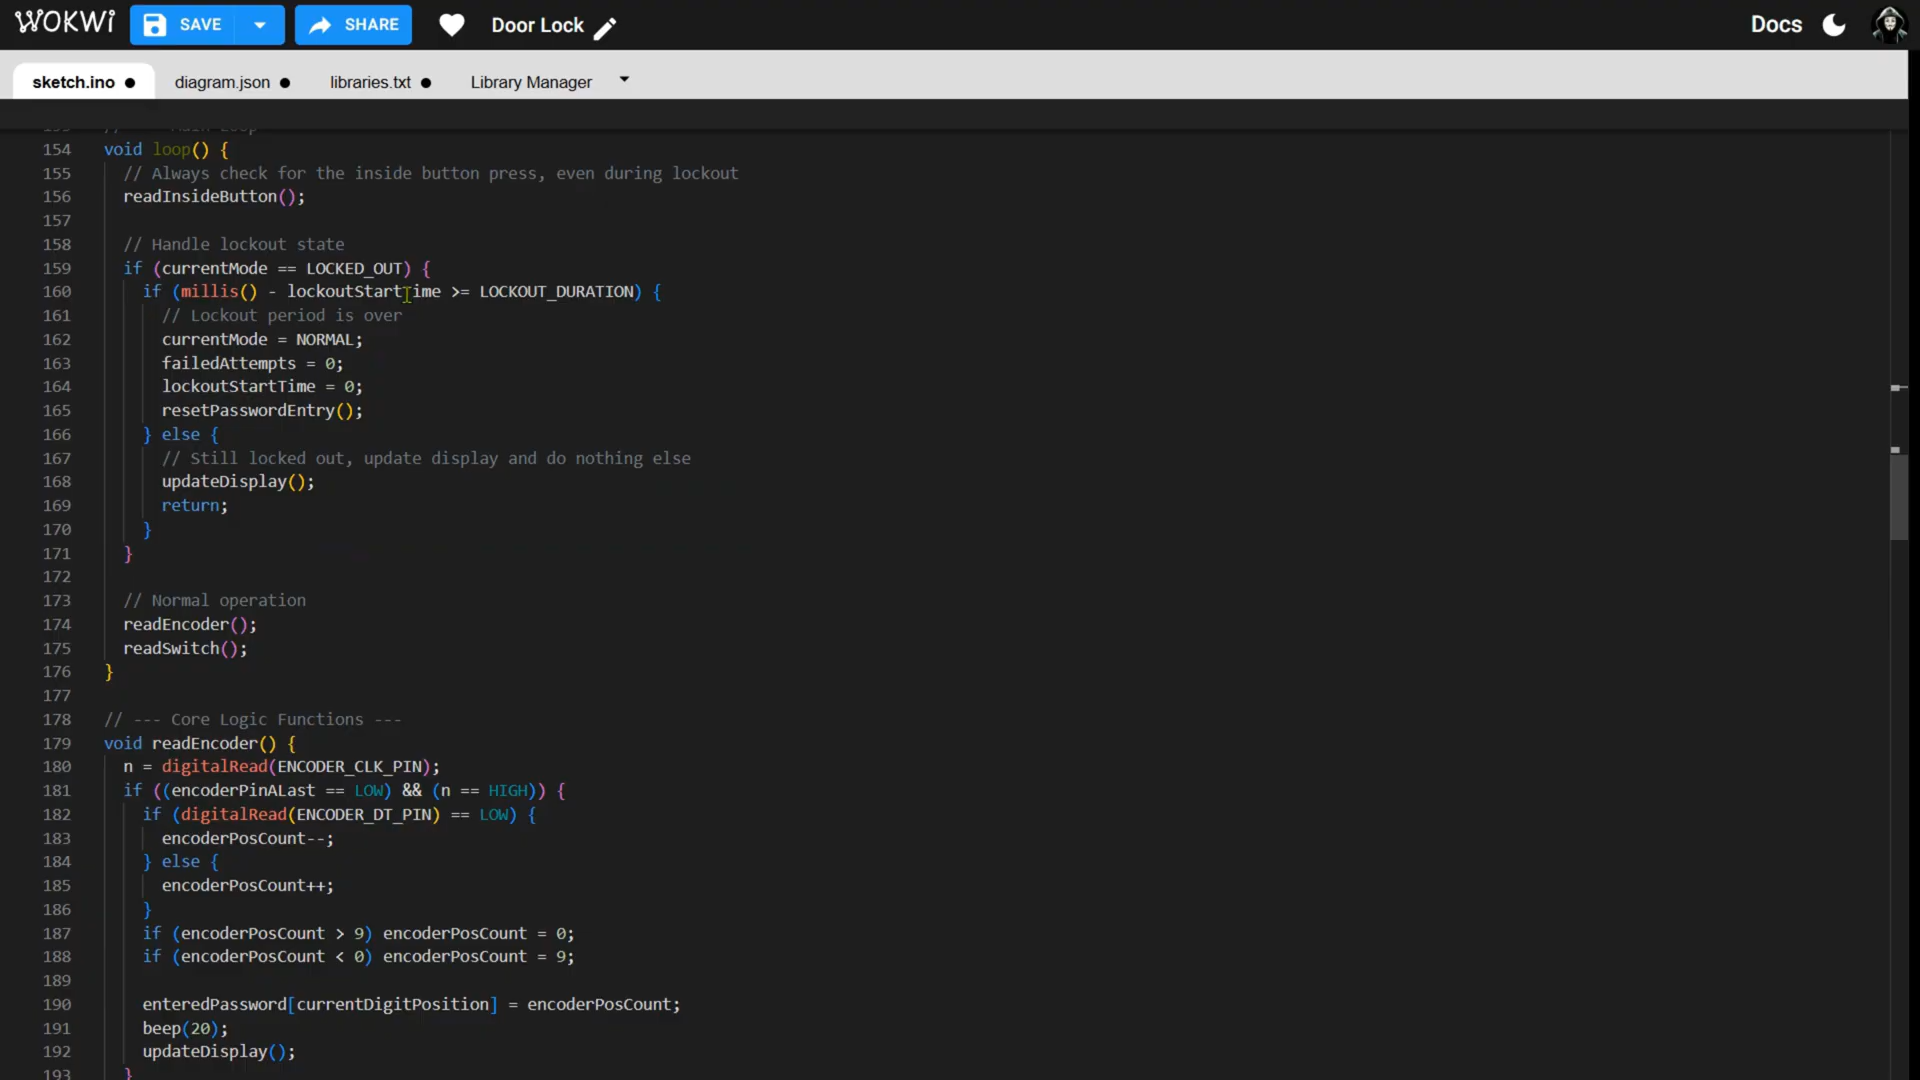 WOKWI SAVE SHARE Door Lock Docs
sketch.ino ● diagram.json ● libraries.txt ● Library Manager
153 // --- Main Loop
154 void loop() {
155 // Always check for the inside button press, even during lockout
156 readInsideButton();
157
158 // Handle lockout state
159 if (currentMode == LOCKED_OUT) {
160 if (millis() - lockoutStartTime >= LOCKOUT_DURATION) {
161 // Lockout period is over
162 currentMode = NORMAL;
163 failedAttempts = 0;
164 lockoutStartTime = 0;
165 resetPasswordEntry();
166 } else {
167 // Still locked out, update display and do nothing else
168 updateDisplay();
169 return;
170 }
171 }
172
173 // Normal operation
174 readEncoder();
175 readSwitch();
176 }
177
178 // --- Core Logic Functions ---
179 void readEncoder() {
180 n = digitalRead(ENCODER_CLK_PIN);
181 if ((encoderPinALast == LOW) && (n == HIGH)) {
182 if (digitalRead(ENCODER_DT_PIN) == LOW) {
183 encoderPosCount--;
184 } else {
185 encoderPosCount++;
186 }
187 if (encoderPosCount > 9) encoderPosCount = 0;
188 if (encoderPosCount < 0) encoderPosCount = 9;
189
190 enteredPassword[currentDigitPosition] = encoderPosCount;
191 beep(20);
192 updateDisplay();
193 }